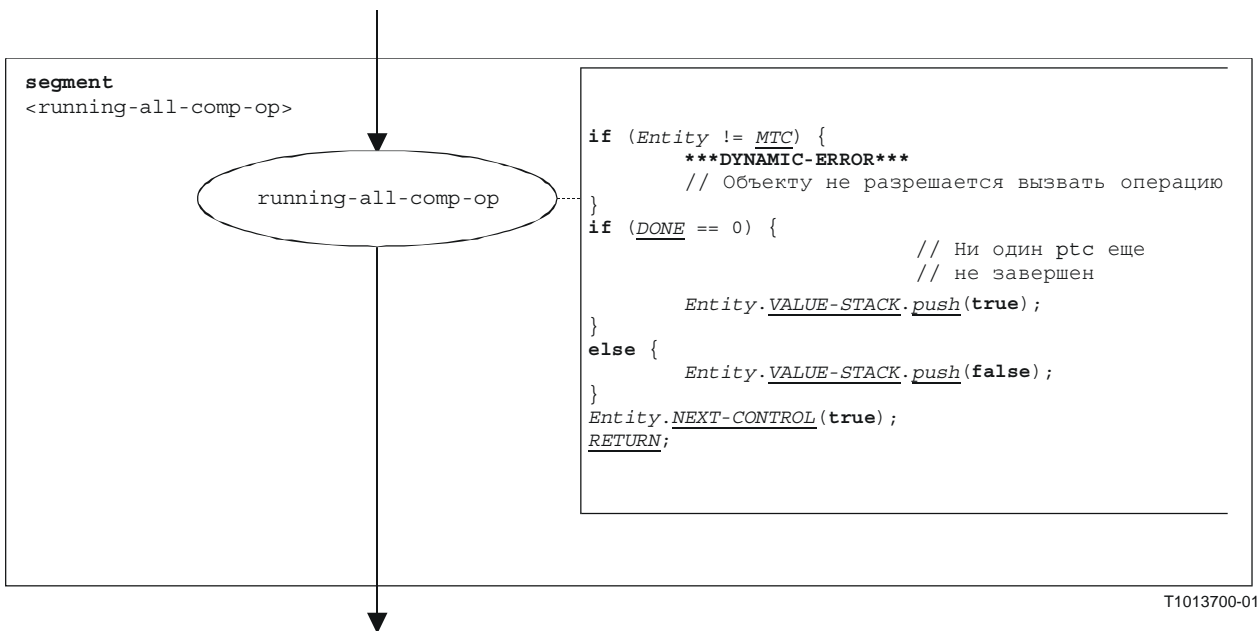 segment
<running-all-comp-op>
running-all-comp-op
if (Entity != MTC) {
***DYNAMIC-ERROR***
// Объекту не разрешается вызвать операцию
}
if (DONE == 0) {
// Ни один ptc еще
// не завершен
Entity.VALUE-STACK.push(true);
}
else {
Entity.VALUE-STACK.push(false);
}
Entity.NEXT-CONTROL(true);
RETURN;
T1013700-01